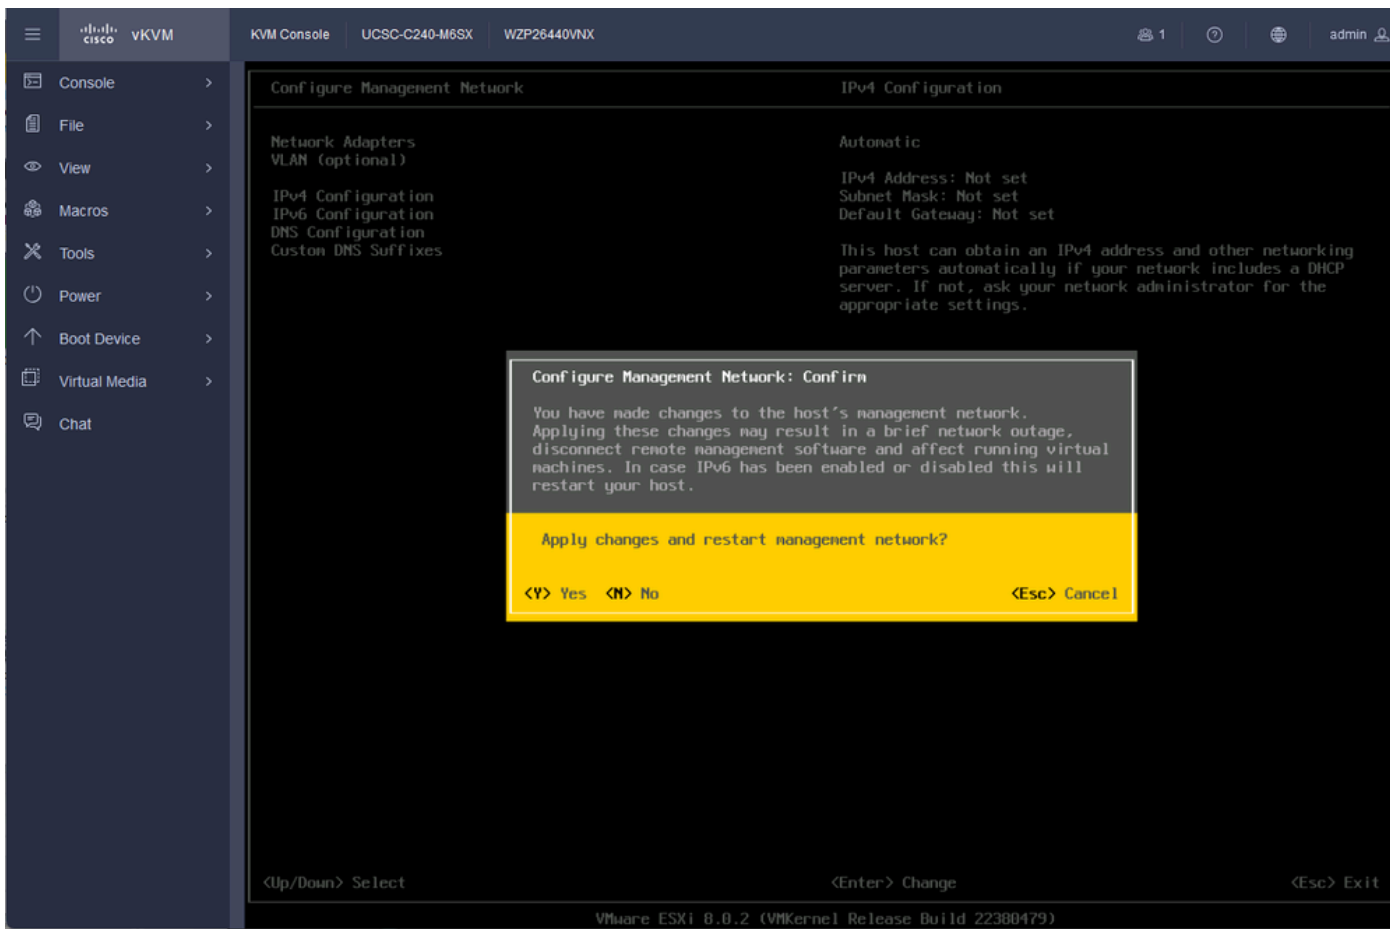 cisco vKVM
KVM Console UCSC-C240-M6SX WZP26440VNX
1 admin
Console
File
View
Macros
Tools
Power
Boot Device
Virtual Media
Chat
Configure Management Network
IPv4 Configuration
Network Adapters
VLAN (optional)
IPv4 Configuration
IPv6 Configuration
DNS Configuration
Custom DNS Suffixes
Automatic
IPv4 Address: Not set
Subnet Mask: Not set
Default Gateway: Not set
This host can obtain an IPv4 address and other networking
parameters automatically if your network includes a DHCP
server. If not, ask your network administrator for the
appropriate settings.
Configure Management Network: Confirm
You have made changes to the host's management network.
Applying these changes may result in a brief network outage,
disconnect remote management software and affect running virtual
machines. In case IPv6 has been enabled or disabled this will
restart your host.
Apply changes and restart management network?
<Y> Yes <N> No <Esc> Cancel
<Up/Down> Select <Enter> Change <Esc> Exit
VMware ESXi 8.0.2 (VMKernel Release Build 22380479)